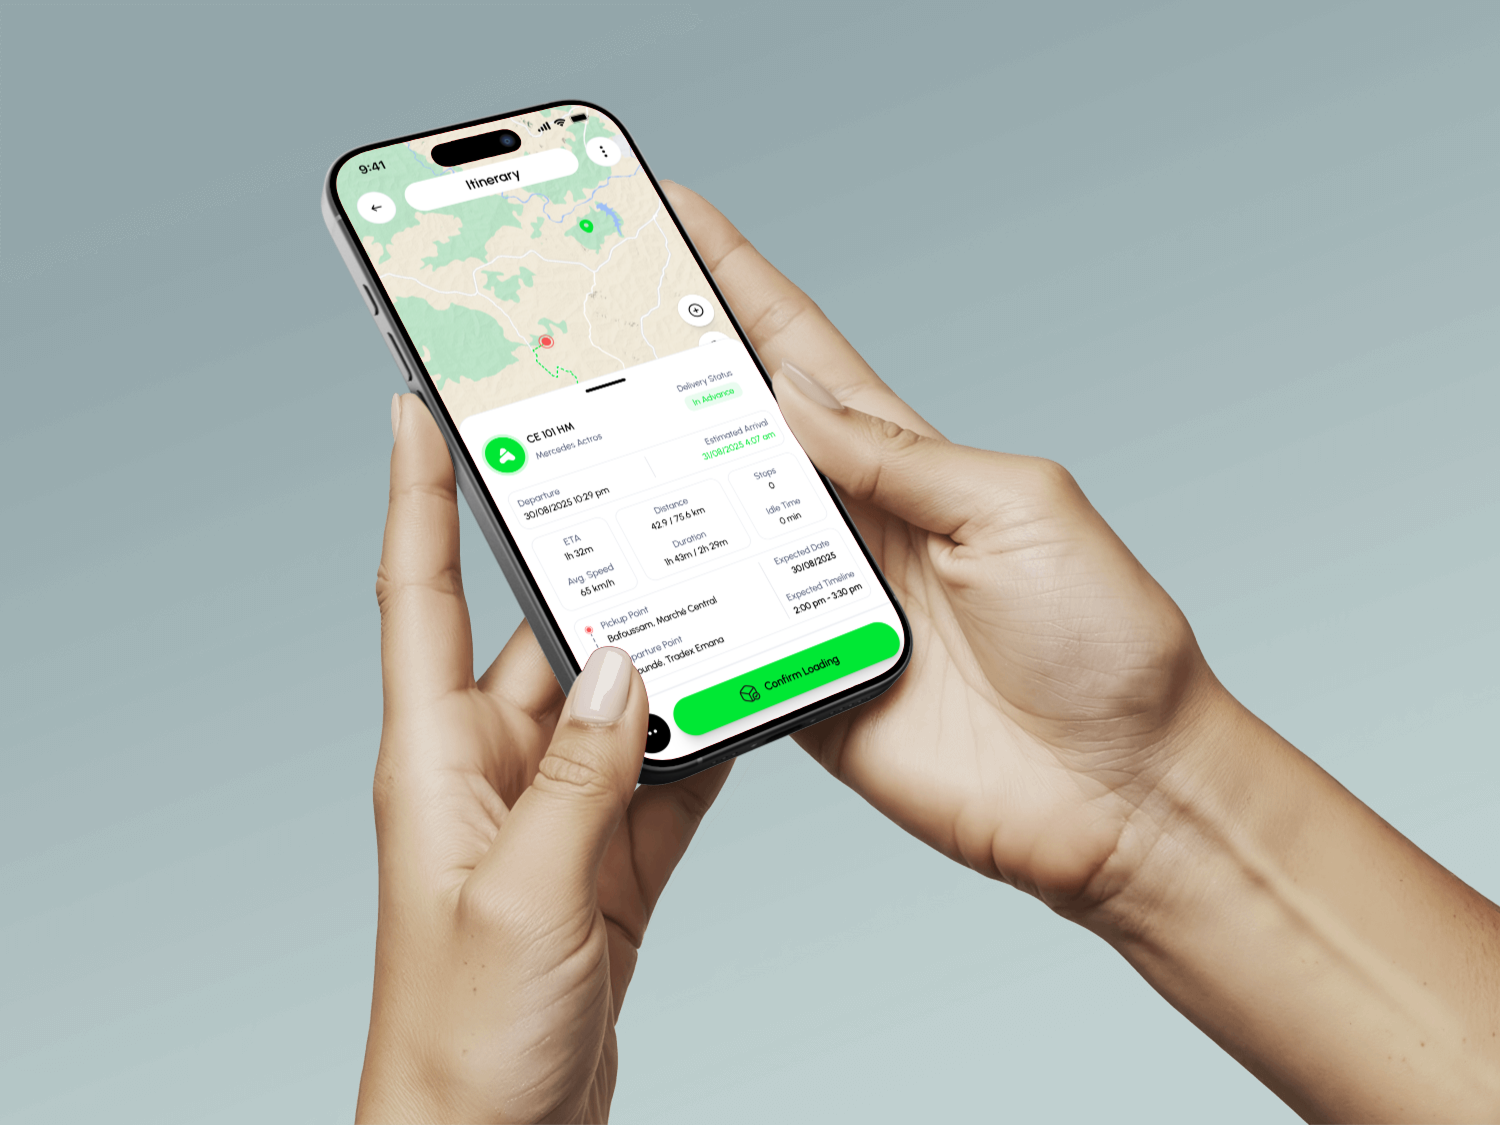 9:41
Itinerary
CE 101 HM
Mercedes Actros
Delivery Status
In Advance
Departure
30/08/2025 10:29 pm
Estimated Arrival
31/08/2025 4:07 am
ETA
1h 32m
Avg. Speed
65 km/h
Distance
42.9 / 75.6 km
Duration
1h 43m / 2h 29m
Stops
0
Idle Time
0 min
Pickup Point
Bafoussam, Marché Central
Point
Tradex Emana
Expected Date
30/08/2025
Expected Timeline
2:00 pm - 3:30 pm
Confirm Loading